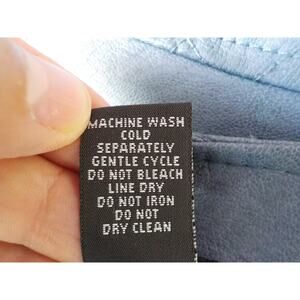 MACHINE WASH
COLD
SEPARATELY
GENTLE CYCLE
DO NOT BLEACH
LINE DRY
DO NOT IRON
DO NOT
DRY CLEAN